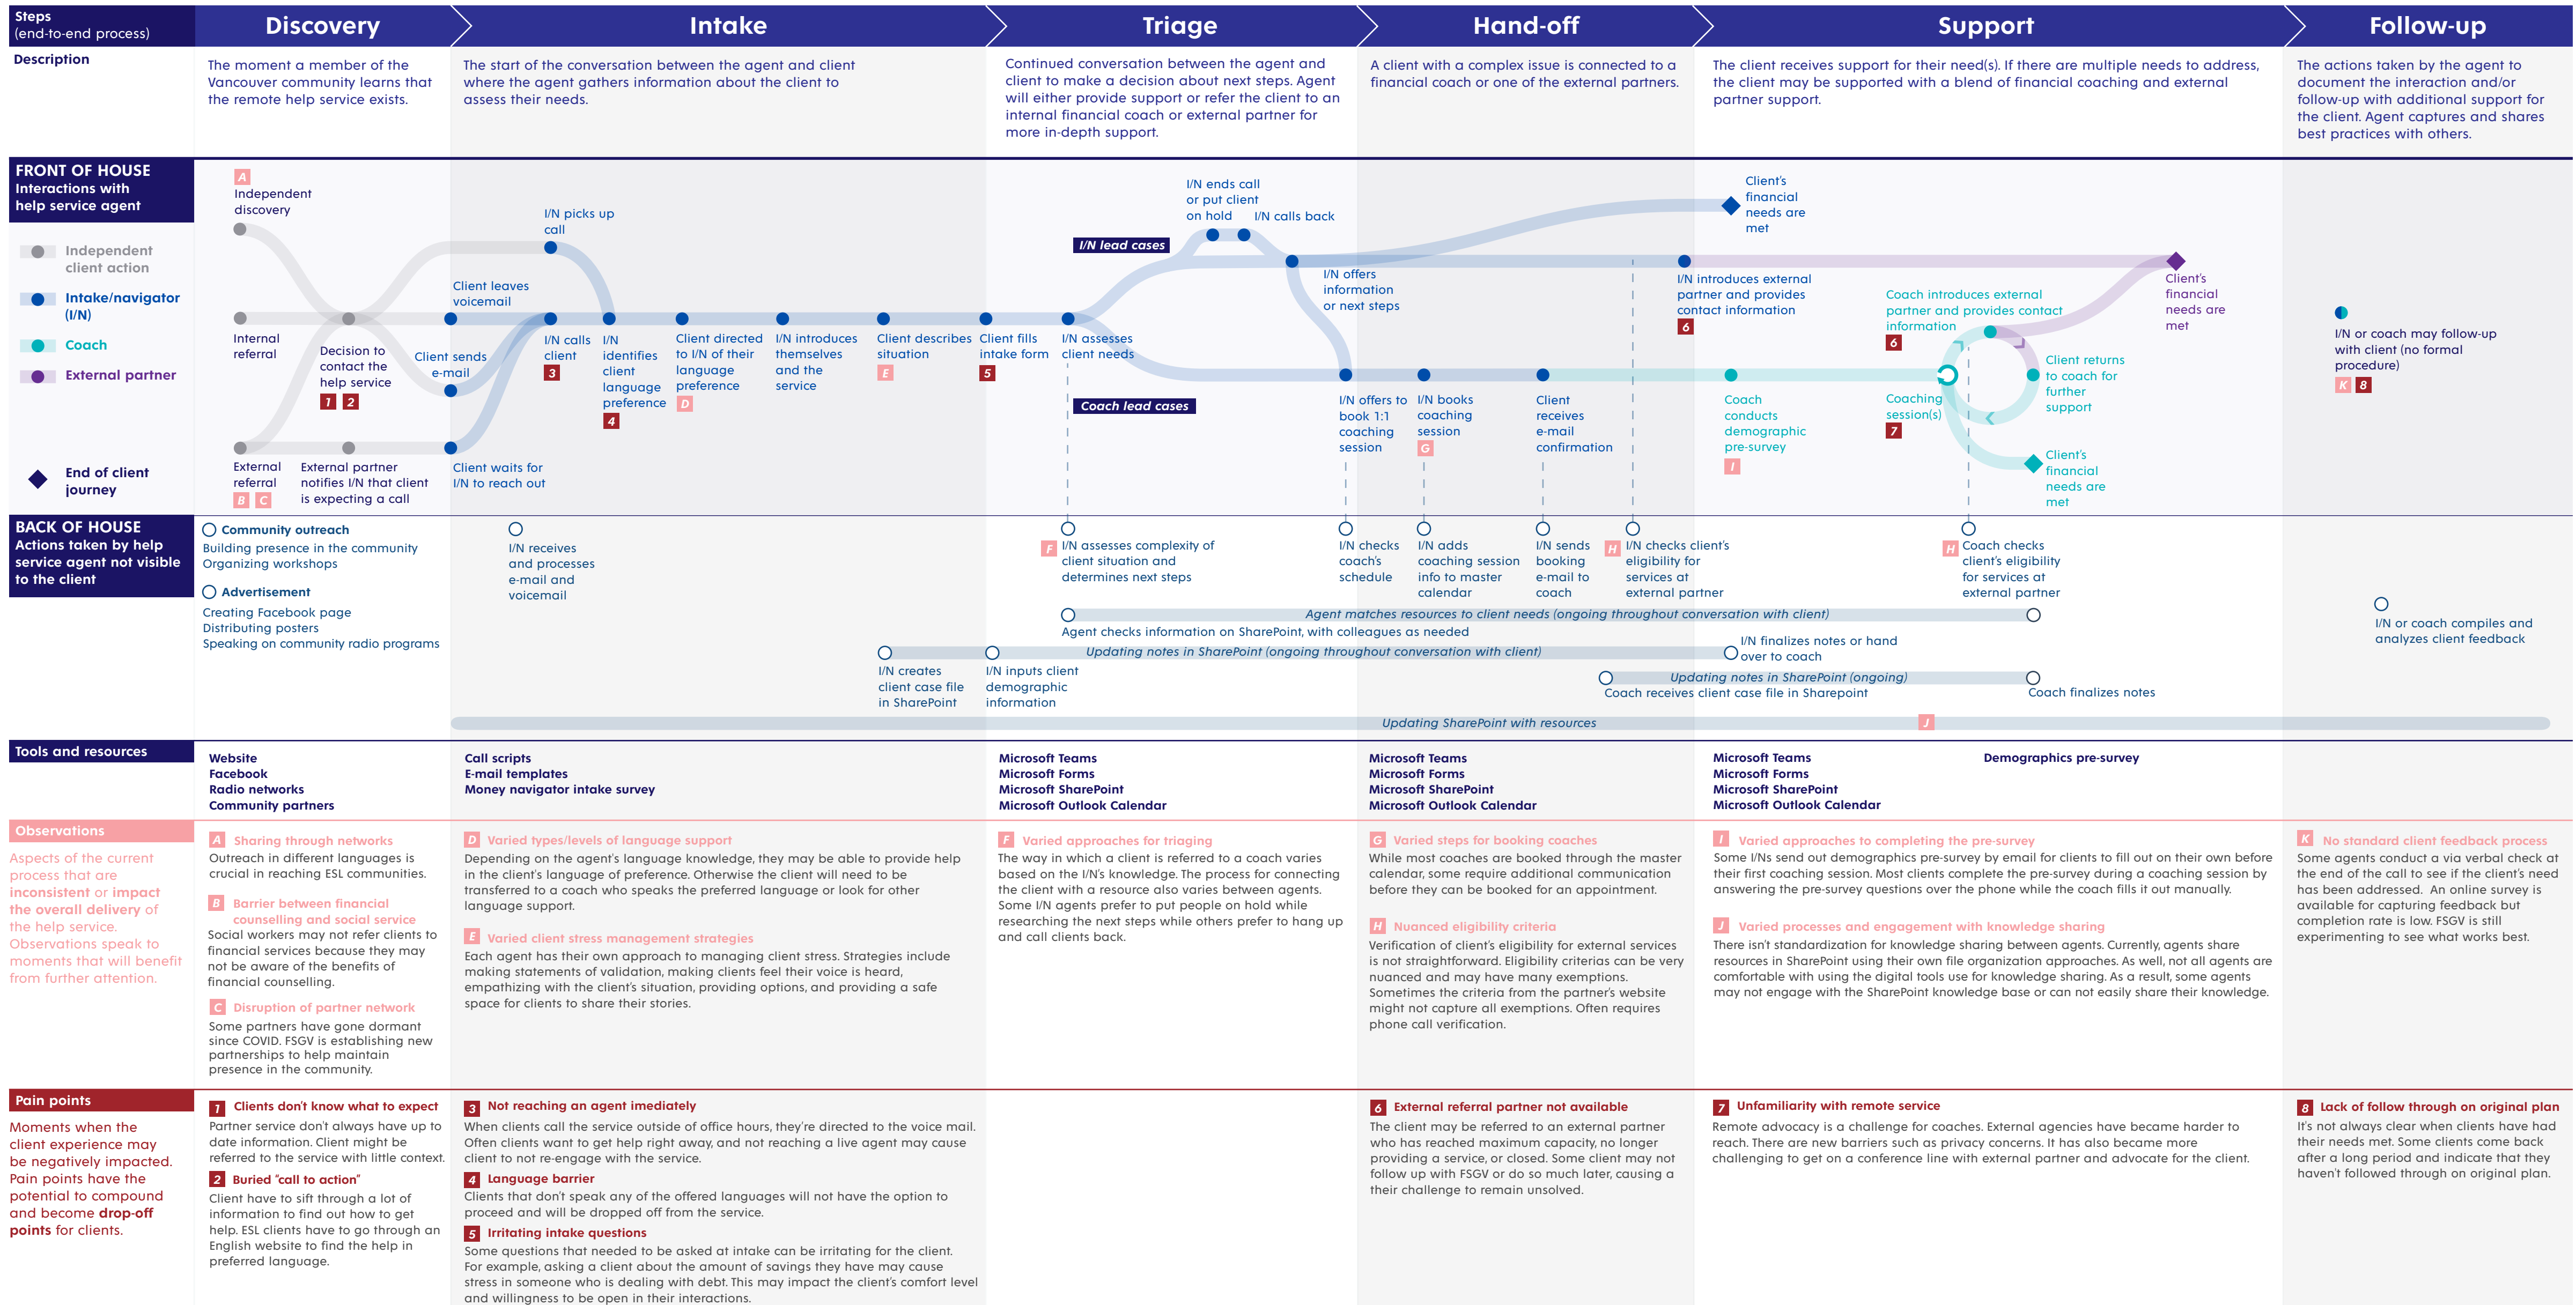 Steps
(end-to-end process)
Discovery
Intake
Triage
Hand-off
Support
Follow-up
Description
The moment a member of the
Vancouver community learns that
the remote help service exists.
The start of the conversation between the agent and client
where the agent gathers information about the client to
assess their needs.
Continued conversation between the agent and
client to make a decision about next steps. Agent
will either provide support or refer the client to an
internal financial coach or external partner for
more in-depth support.
A client with a complex issue is connected to a
financial coach or one of the external partners.
The client receives support for their need(s). If there are multiple needs to address,
the client may be supported with a blend of financial coaching and external
partner support.
The actions taken by the agent to
document the interaction and/or
follow-up with additional support for
the client. Agent captures and shares
best practices with others.
FRONT OF HOUSE
Interactions with
help service agent
Independent
client action
Intake/navigator
(I/N)
Coach
External partner
End of client
journey
A
Independent
discovery
Internal
referral
Decision to
contact the
help service
1 2
External
referral
B C
External partner
notifies I/N that client
is expecting a call
I/N picks up
call
Client leaves
voicemail
Client sends
e-mail
Client waits for
I/N to reach out
I/N calls
client
3
I/N
identifies
client
language
preference
4
Client directed
to I/N of their
language
preference
D
I/N introduces
themselves
and the
service
Client describes
situation
E
Client fills
intake form
5
I/N assesses
client needs
I/N lead cases
Coach lead cases
I/N ends call
or put client
on hold
I/N calls back
I/N offers
information
or next steps
I/N offers to
book 1:1
coaching
session
I/N books
coaching
session
G
Client
receives
e-mail
confirmation
Client's
financial
needs are
met
I/N introduces external
partner and provides
contact information
6
Coach
conducts
demographic
pre-survey
I
Coach introduces external
partner and provides contact
information
6
Coaching
session(s)
7
Client returns
to coach for
further
support
Client's
financial
needs are
met
Client's
financial
needs are
met
I/N or coach may follow-up
with client (no formal
procedure)
K 8
BACK OF HOUSE
Actions taken by help
service agent not visible
to the client
Community outreach
Building presence in the community
Organizing workshops
Advertisement
Creating Facebook page
Distributing posters
Speaking on community radio programs
I/N receives
and processes
e-mail and
voicemail
F
I/N assesses complexity of
client situation and
determines next steps
I/N checks
coach's
schedule
I/N adds
coaching session
info to master
calendar
I/N sends
booking
e-mail to
coach
H
I/N checks client's
eligibility for
services at
external partner
H
Coach checks
client's eligibility
for services at
external partner
Agent matches resources to client needs (ongoing throughout conversation with client)
Agent checks information on SharePoint, with colleagues as needed
Updating notes in SharePoint (ongoing throughout conversation with client)
I/N creates
client case file
in SharePoint
I/N inputs client
demographic
information
I/N finalizes notes or hand
over to coach
Updating notes in SharePoint (ongoing)
Coach receives client case file in Sharepoint
Coach finalizes notes
I/N or coach compiles and
analyzes client feedback
Updating SharePoint with resources
J
Tools and resources
Website
Facebook
Radio networks
Community partners
Call scripts
E-mail templates
Money navigator intake survey
Microsoft Teams
Microsoft Forms
Microsoft SharePoint
Microsoft Outlook Calendar
Microsoft Teams
Microsoft Forms
Microsoft SharePoint
Microsoft Outlook Calendar
Microsoft Teams
Microsoft Forms
Microsoft SharePoint
Microsoft Outlook Calendar
Demographics pre-survey
Observations
Aspects of the current
process that are
inconsistent or impact
the overall delivery of
the help service.
Observations speak to
moments that will benefit
from further attention.
A Sharing through networks
Outreach in different languages is
crucial in reaching ESL communities.
B Barrier between financial
counselling and social service
Social workers may not refer clients to
financial services because they may
not be aware of the benefits of
financial counselling.
C Disruption of partner network
Some partners have gone dormant
since COVID. FSGV is establishing new
partnerships to help maintain
presence in the community.
D Varied types/levels of language support
Depending on the agent's language knowledge, they may be able to provide help
in the client's language of preference. Otherwise the client will need to be
transferred to a coach who speaks the preferred language or look for other
language support.
E Varied client stress management strategies
Each agent has their own approach to managing client stress. Strategies include
making statements of validation, making clients feel their voice is heard,
empathizing with the client's situation, providing options, and providing a safe
space for clients to share their stories.
F Varied approaches for triaging
The way in which a client is referred to a coach varies
based on the I/N's knowledge. The process for connecting
the client with a resource also varies between agents.
Some I/N agents prefer to put people on hold while
researching the next steps while others prefer to hang up
and call clients back.
G Varied steps for booking coaches
While most coaches are booked through the master
calendar, some require additional communication
before they can be booked for an appointment.
H Nuanced eligibility criteria
Verification of client's eligibility for external services
is not straightforward. Eligibility criterias can be very
nuanced and may have many exemptions.
Sometimes the criteria from the partner's website
might not capture all exemptions. Often requires
phone call verification.
I Varied approaches to completing the pre-survey
Some I/Ns send out demographics pre-survey by email for clients to fill out on their own before
their first coaching session. Most clients complete the pre-survey during a coaching session by
answering the pre-survey questions over the phone while the coach fills it out manually.
J Varied processes and engagement with knowledge sharing
There isn't standardization for knowledge sharing between agents. Currently, agents share
resources in SharePoint using their own file organization approaches. As well, not all agents are
comfortable with using the digital tools use for knowledge sharing. As a result, some agents
may not engage with the SharePoint knowledge base or can not easily share their knowledge.
K No standard client feedback process
Some agents conduct a via verbal check at
the end of the call to see if the client's need
has been addressed. An online survey is
available for capturing feedback but
completion rate is low. FSGV is still
experimenting to see what works best.
Pain points
Moments when the
client experience may
be negatively impacted.
Pain points have the
potential to compound
and become drop-off
points for clients.
1 Clients don't know what to expect
Partner service don't always have up to
date information. Client might be
referred to the service with little context.
2 Buried "call to action"
Client have to sift through a lot of
information to find out how to get
help. ESL clients have to go through an
English website to find the help in
preferred language.
3 Not reaching an agent imediately
When clients call the service outside of office hours, they're directed to the voice mail.
Often clients want to get help right away, and not reaching a live agent may cause
client to not re-engage with the service.
4 Language barrier
Clients that don't speak any of the offered languages will not have the option to
proceed and will be dropped off from the service.
5 Irritating intake questions
Some questions that needed to be asked at intake can be irritating for the client.
For example, asking a client about the amount of savings they have may cause
stress in someone who is dealing with debt. This may impact the client's comfort level
and willingness to be open in their interactions.
6 External referral partner not available
The client may be referred to an external partner
who has reached maximum capacity, no longer
providing a service, or closed. Some client may not
follow up with FSGV or do so much later, causing a
their challenge to remain unsolved.
7 Unfamiliarity with remote service
Remote advocacy is a challenge for coaches. External agencies have became harder to
reach. There are new barriers such as privacy concerns. It has also became more
challenging to get on a conference line with external partner and advocate for the client.
8 Lack of follow through on original plan
It's not always clear when clients have had
their needs met. Some clients come back
after a long period and indicate that they
haven't followed through on original plan.